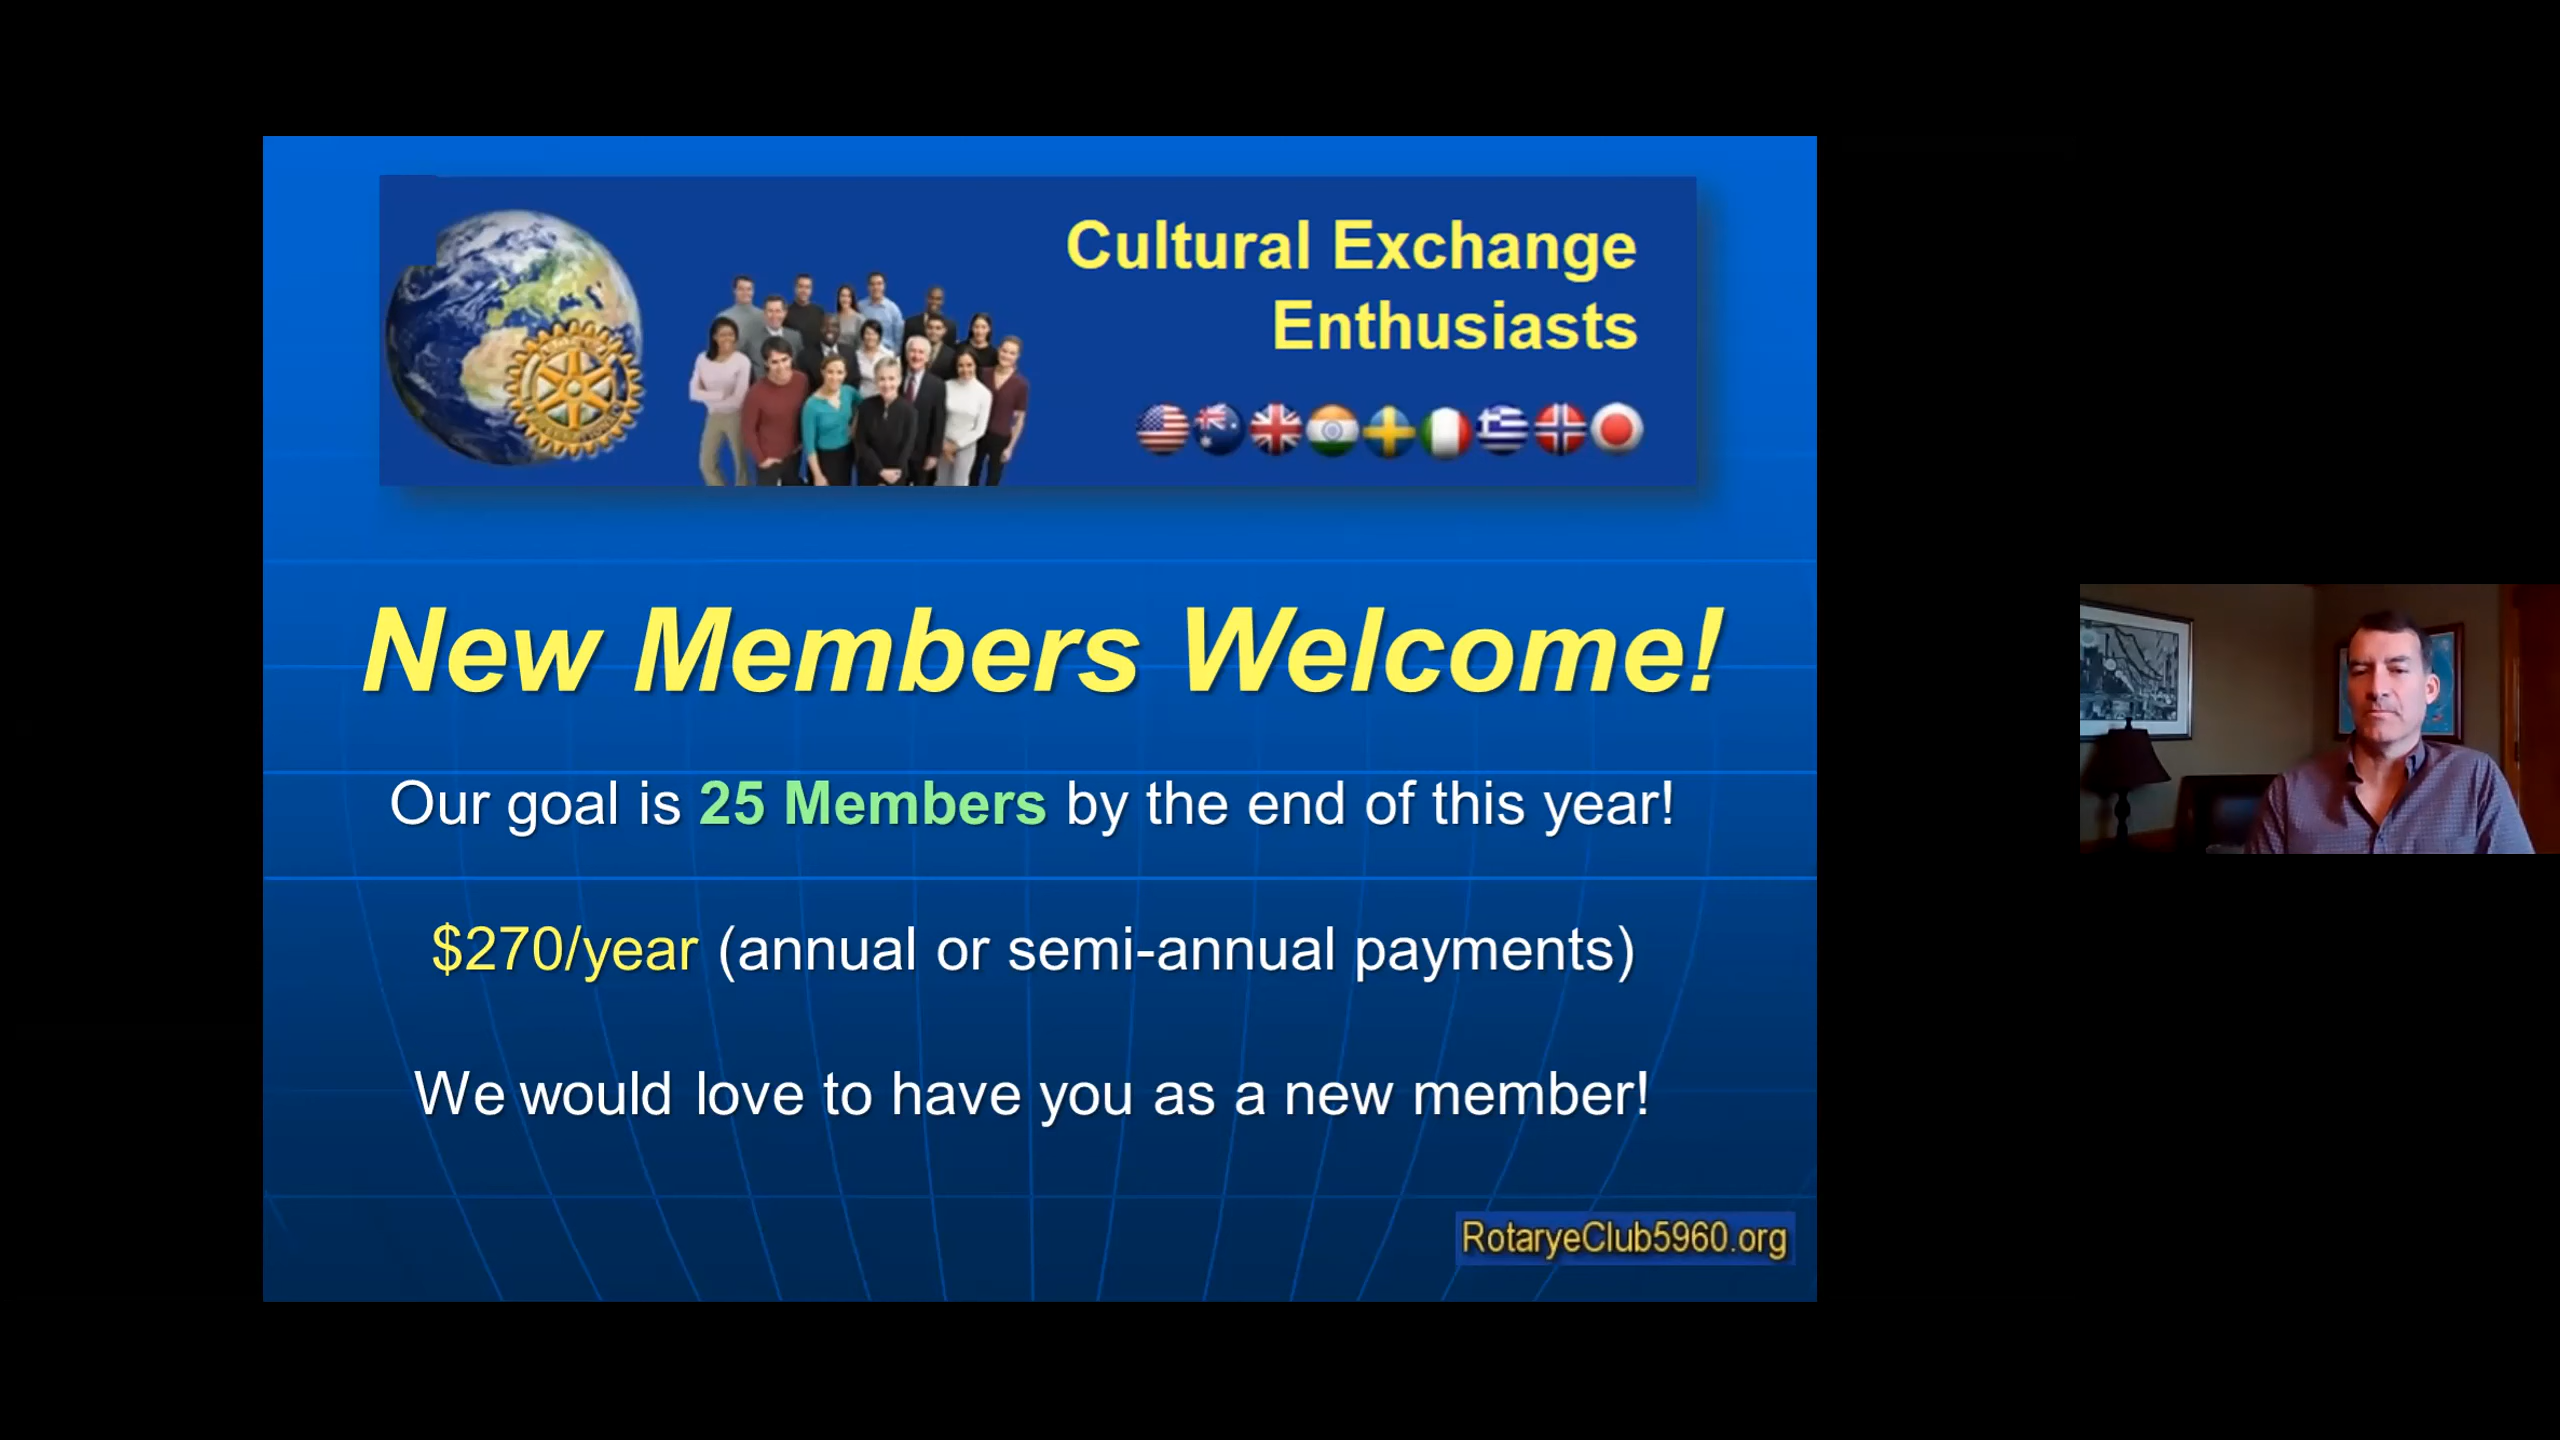 Cultural Exchange
Enthusiasts
New Members Welcome!
Our goal is 25 Members by the end of this year!
$270/year (annual or semi-annual payments)
We would love to have you as a new member!
RotaryeClub5960.org